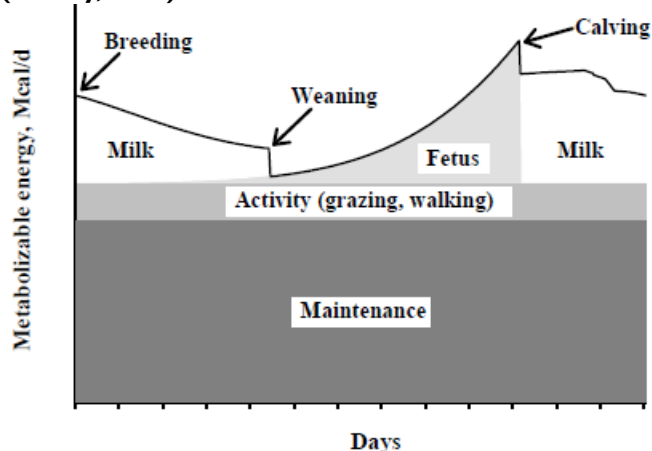 Breeding
Calving
Weaning
Milk
Fetus
Milk
Activity (grazing, walking)
Maintenance
Metabolizable energy, Mcal/d
Days